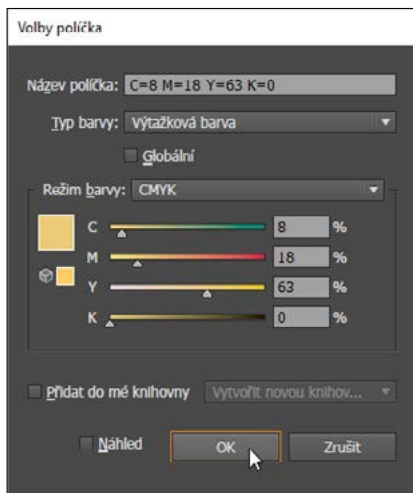 Volby políčka
Název políčka: C=8 M=18 Y=63 K=0
Typ barvy: Výtažková barva
Globální
Režim barvy: CMYK
C 8 %
M 18 %
Y 63 %
K 0 %
Přidat do mé knihovny Vytvořit novou knihov...
Náhled OK Zrušit